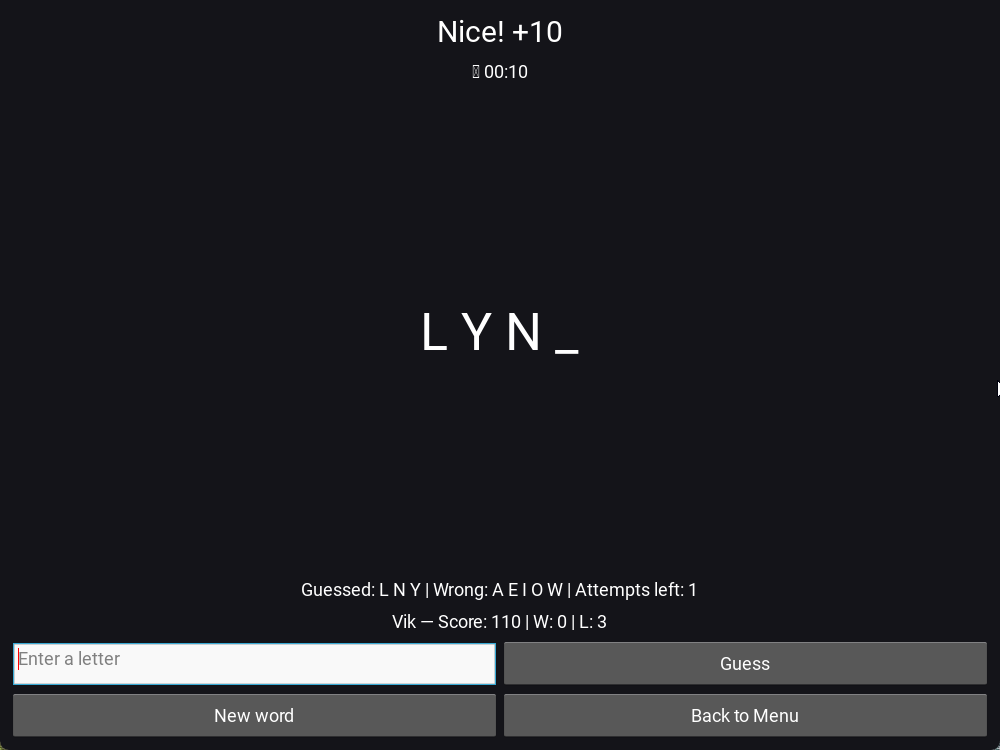 Nice! +10
00:10
L Y N _
Guessed: L N Y | Wrong: A E I O W | Attempts left: 1
Vik — Score: 110 | W: 0 | L: 3
Enter a letter
Guess
New word
Back to Menu